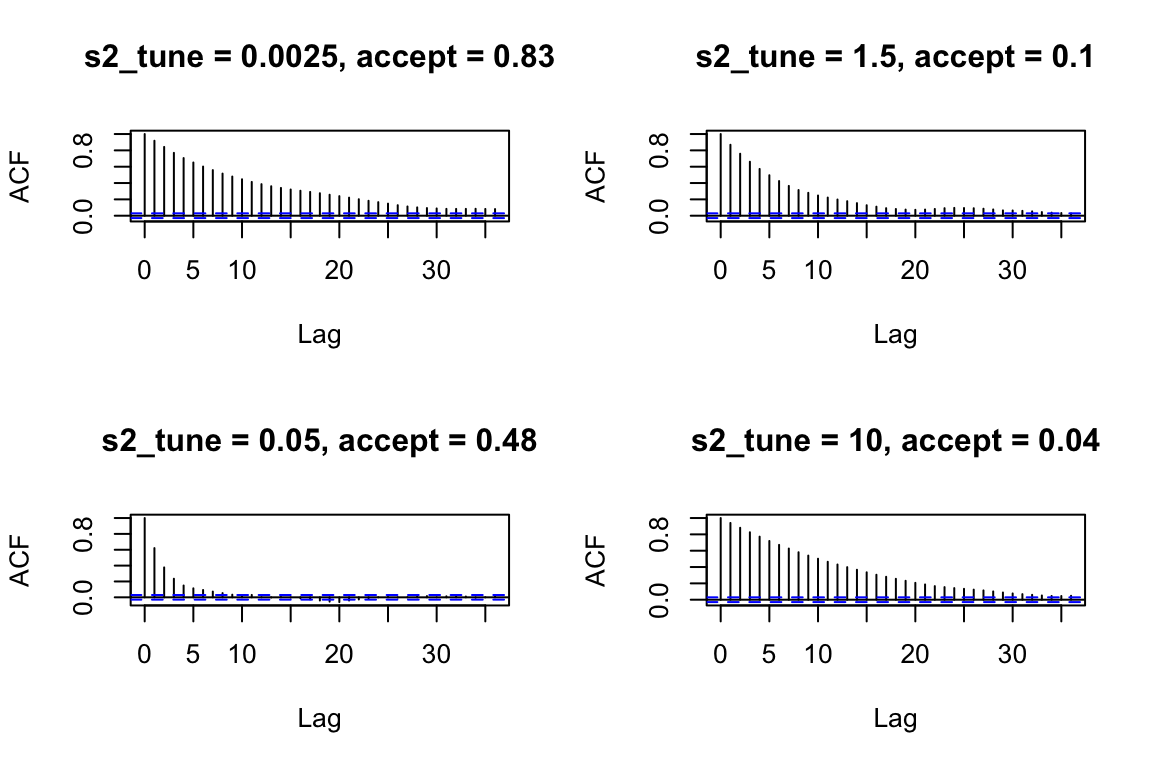 s2_tune = 0.0025, accept = 0.83
ACF
0.0 0.8
0 5 10 20 30
Lag
s2_tune = 1.5, accept = 0.1
ACF
0.0 0.8
0 5 10 20 30
Lag
s2_tune = 0.05, accept = 0.48
ACF
0.0 0.8
0 5 10 20 30
Lag
s2_tune = 10, accept = 0.04
ACF
0.0 0.8
0 5 10 20 30
Lag